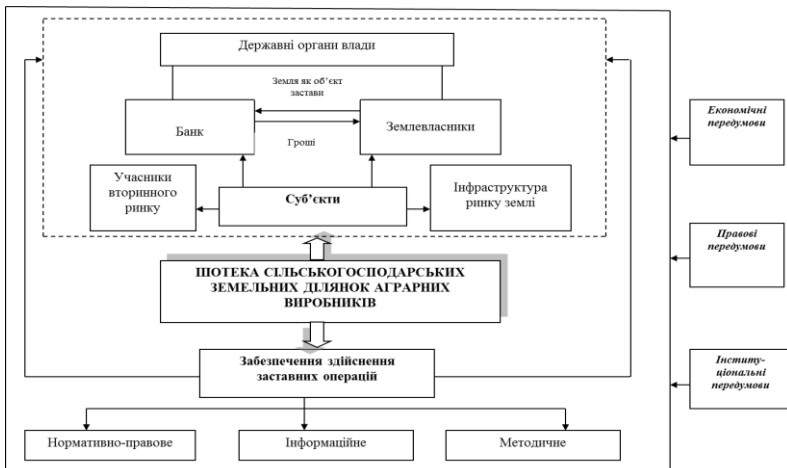 Державні органи влади
Земля як об’єкт
застави
Банк
Землевласники
Гроші
Учасники
вторинного
ринку
Суб’єкти
Інфраструктура
ринку землі
ІПОТЕКА СІЛЬСЬКОГОСПОДАРСЬКИХ
ЗЕМЕЛЬНИХ ДІЛЯНОК АГРАРНИХ
ВИРОБНИКІВ
Забезпечення здійснення
заставних операцій
Нормативно-правове
Інформаційне
Методичне
Економічні
передумови
Правові
передумови
Інститу-
ціональні
передумови